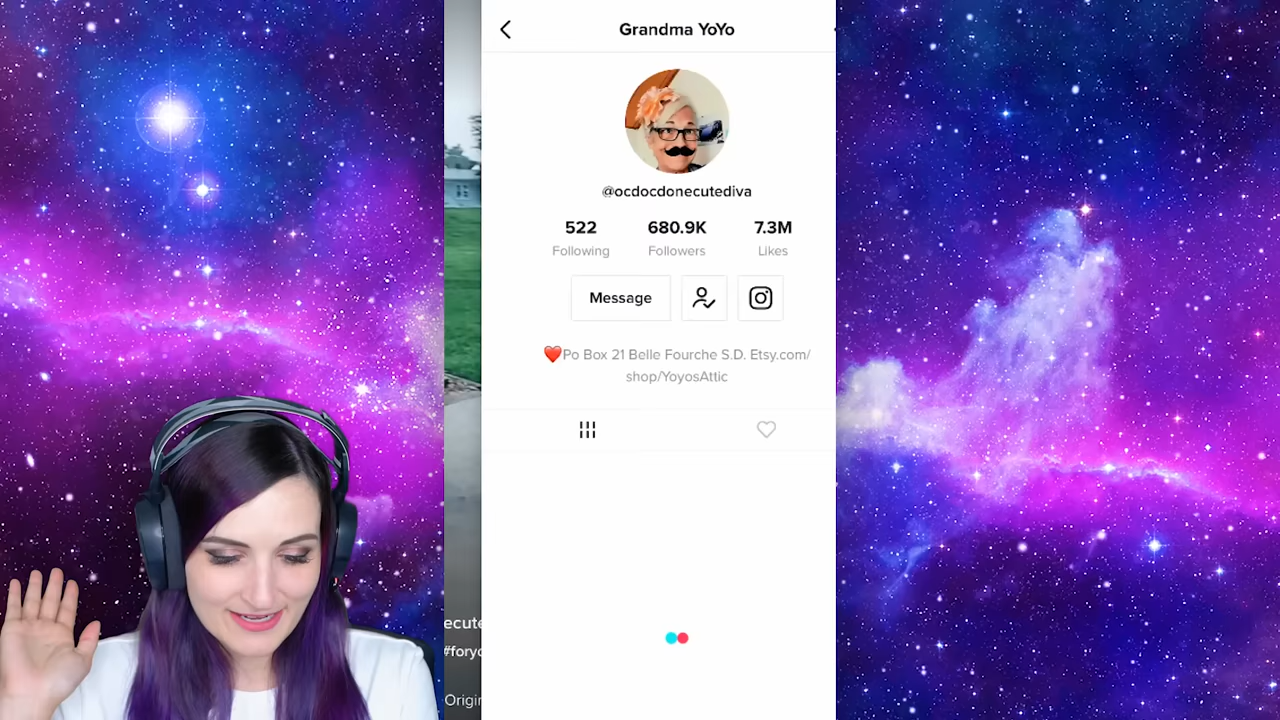 Grandma YoYo
@ocdocdonecutediva
522
Following
680.9K
Followers
7.3M
Likes
Message
❤️Po Box 21 Belle Fourche S.D. Etsy.com/
shop/YoyosAttic
ecute
#foryo
Origin